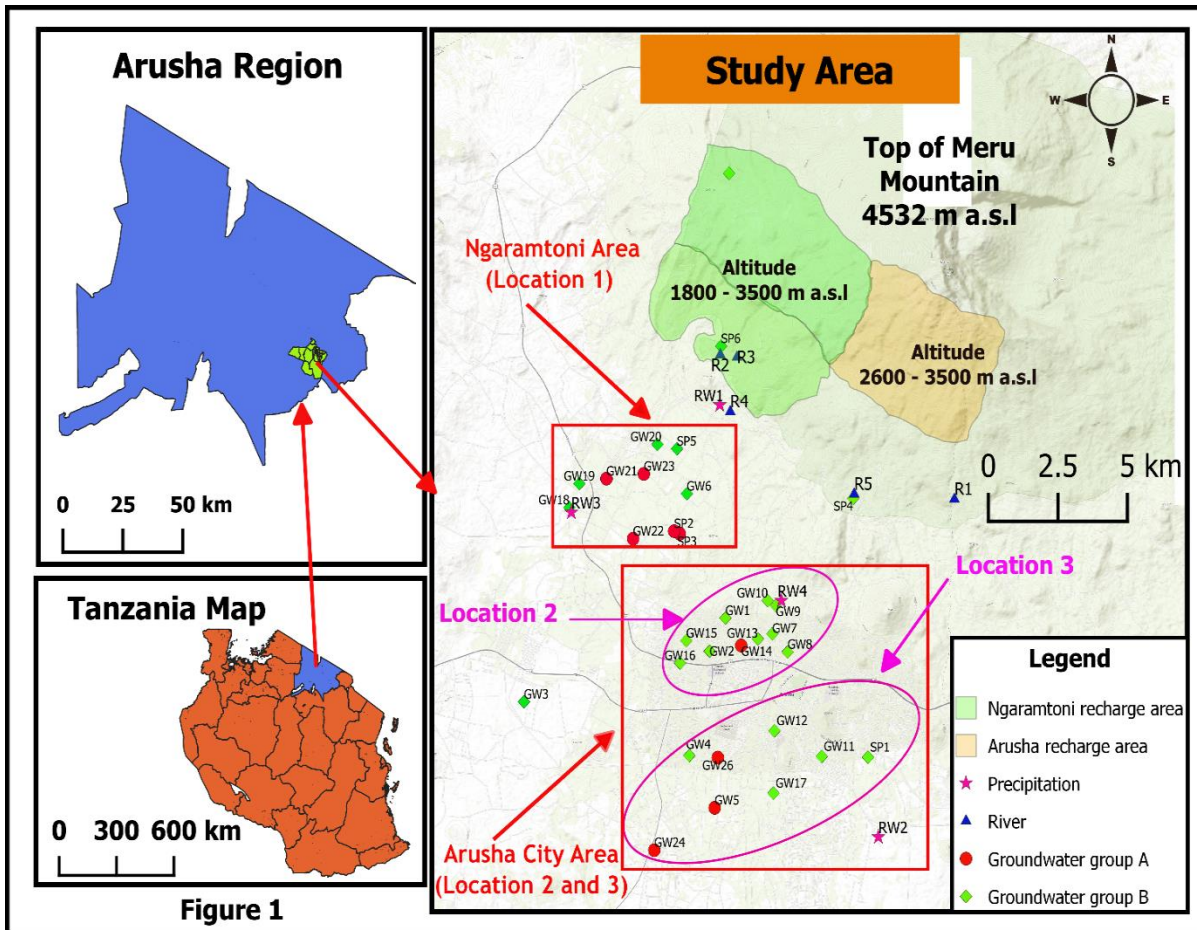 Arusha Region
0 25 50 km
Tanzania Map
0 300 600 km
Figure 1
Study Area
N
W
E
S
Top of Meru
Mountain
4532 m a.s.l
Ngaramtoni Area
(Location 1)
Altitude
1800 - 3500 m a.s.l
Altitude
2600 - 3500 m a.s.l
SP6
R2
R3
RW1
R4
GW20
SP5
GW19
GW21
GW23
GW18
RW3
GW6
GW22
SP2
SP3
R5
SP4
R1
0 2.5 5 km
Location 2
Location 3
GW10
RW4
GW9
GW1
GW15
GW13
GW7
GW2
GW14
GW8
GW16
GW3
GW12
GW4
GW26
GW11
SP1
GW17
GW5
GW24
RW2
Arusha City Area
(Location 2 and 3)
Legend
Ngaramtoni recharge area
Arusha recharge area
Precipitation
River
Groundwater group A
Groundwater group B